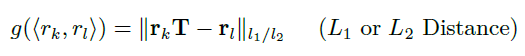 g(⟨r_k, r_l⟩) = ‖r_k T − r_l‖_{l_1/l_2} (L_1 or L_2 Distance)